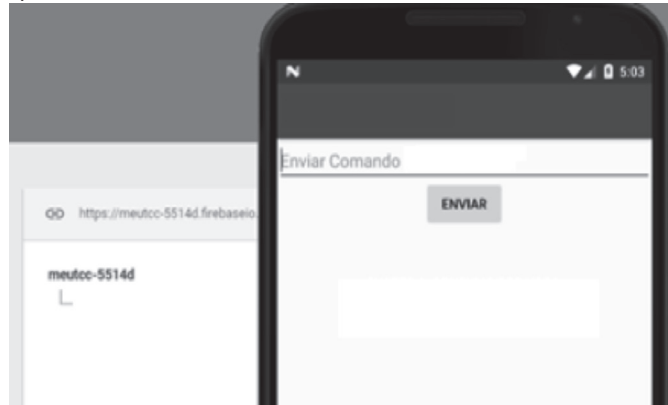 5:03
Enviar Comando
ENVIAR
https://meutcc-5514d.firebaseio.
meutcc-5514d